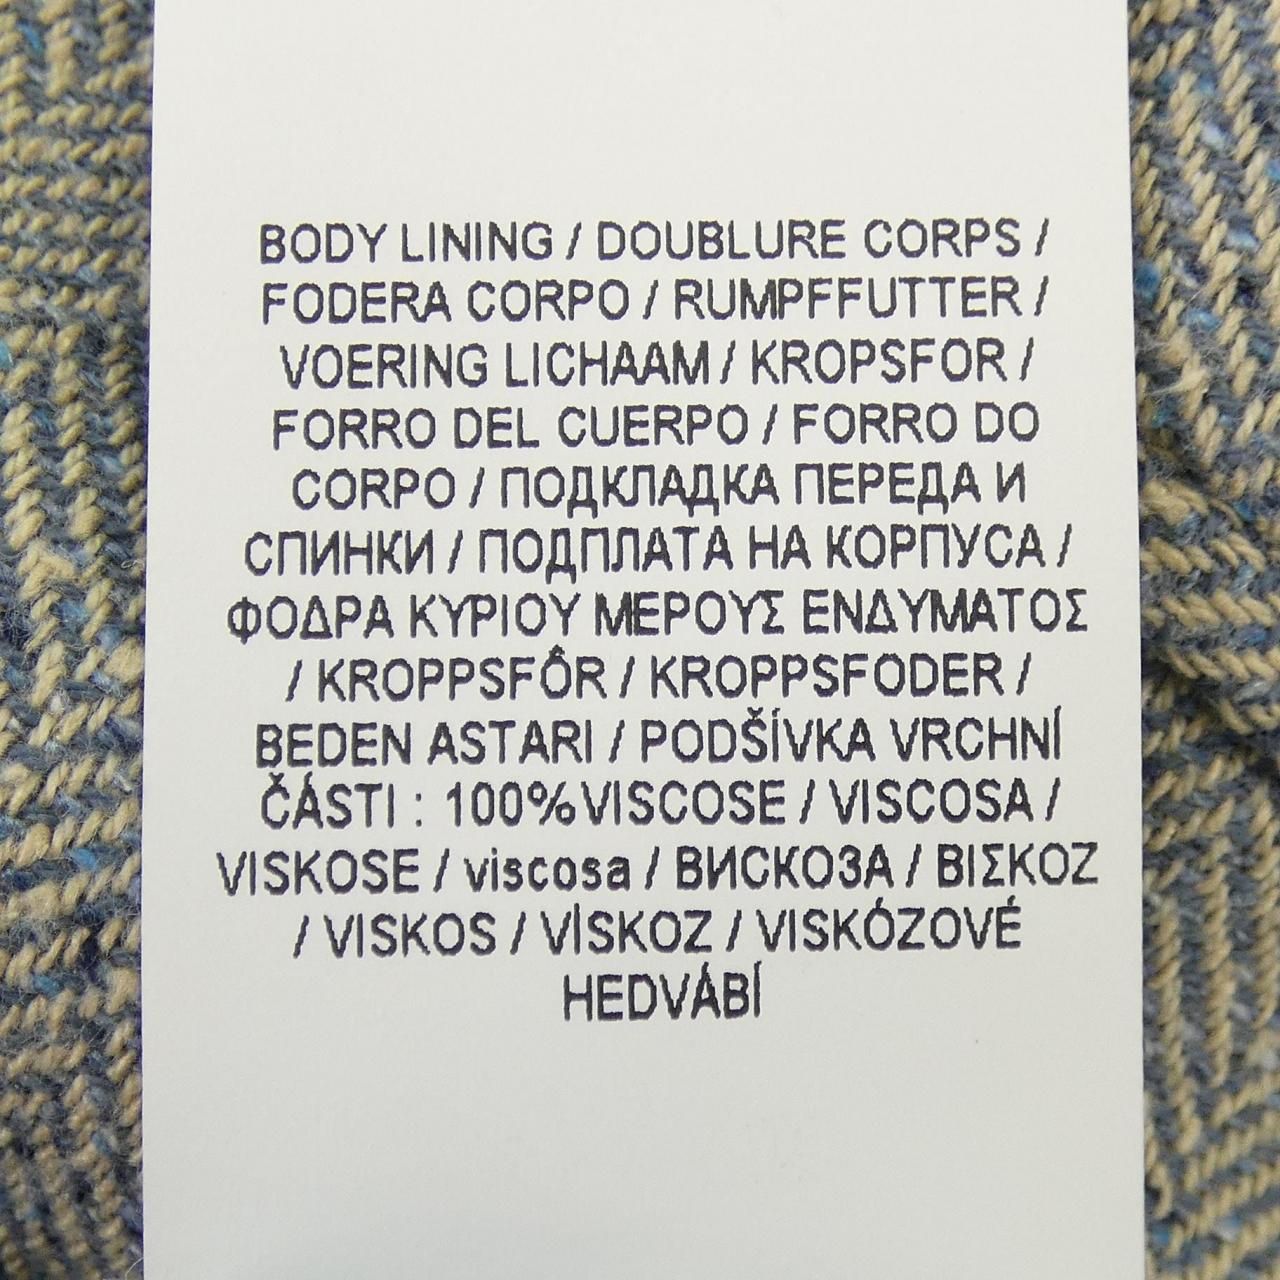 BODY LINING / DOUBLURE CORPS /
FODERA CORPO / RUMPFFUTTER /
VOERING LICHAAM / KROPSFOR /
FORRO DEL CUERPO / FORRO DO
CORPO / ПОДКЛАДКА ПЕРЕДА И
СПИНКИ / ПОДПЛАТА НА КОРПУСА /
ΦΟΔΡΑ ΚΥΡΙΟΥ ΜΕΡΟΥΣ ΕΝΔΥΜΑΤΟΣ
/ KROPPSFÔR / KROPPSFODER /
BEDEN ASTARI / PODŠÍVKA VRCHNÍ
ČÁSTI : 100%VISCOSE / VISCOSA /
VISKOSE / viscosa / ВИСКОЗА / ΒΙΣΚΟΖ
/ VISKOS / VİSKOZ / VISKÓZOVÉ
HEDVÁBÍ